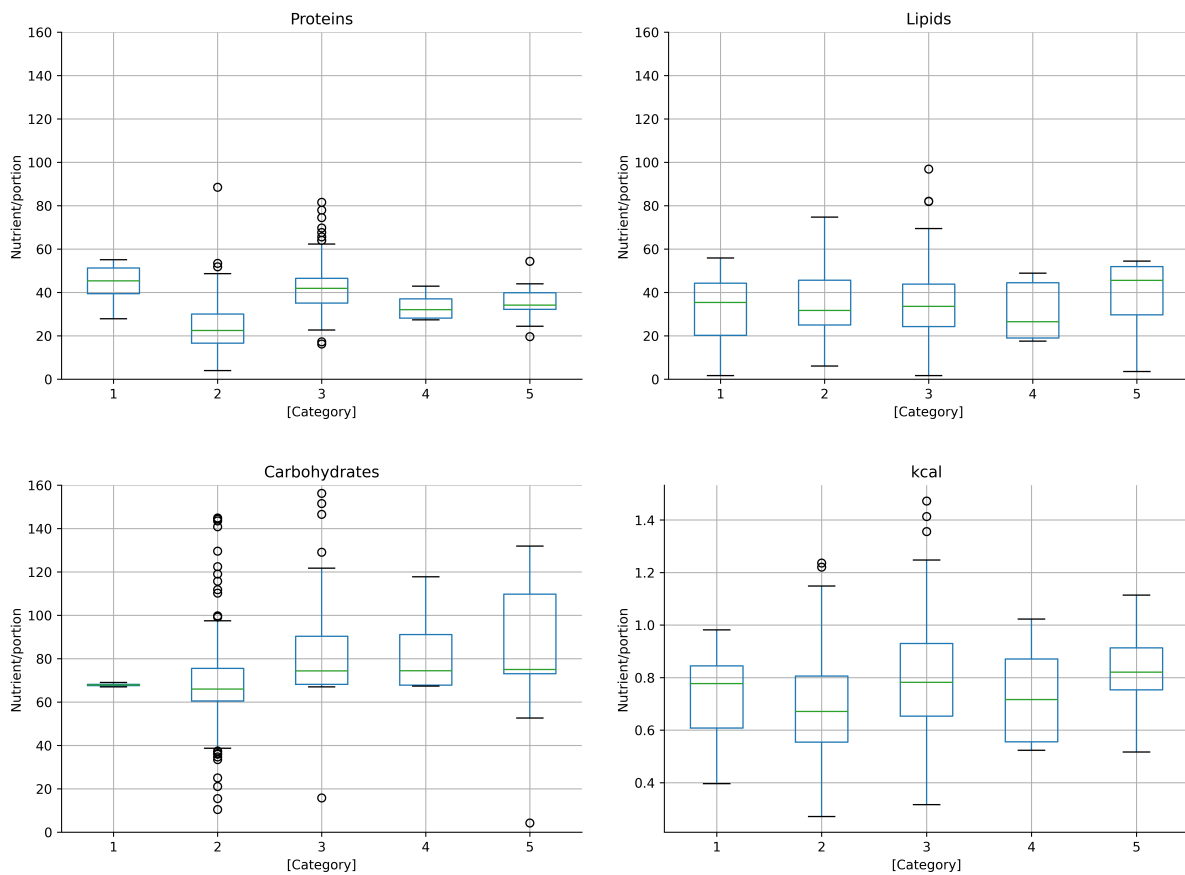 Proteins
Nutrient/portion
160
140
120
100
80
60
40
20
0
1 2 3 4 5
[Category]
Lipids
Nutrient/portion
160
140
120
100
80
60
40
20
0
1 2 3 4 5
[Category]
Carbohydrates
Nutrient/portion
160
140
120
100
80
60
40
20
0
1 2 3 4 5
[Category]
kcal
Nutrient/portion
1.4
1.2
1.0
0.8
0.6
0.4
1 2 3 4 5
[Category]